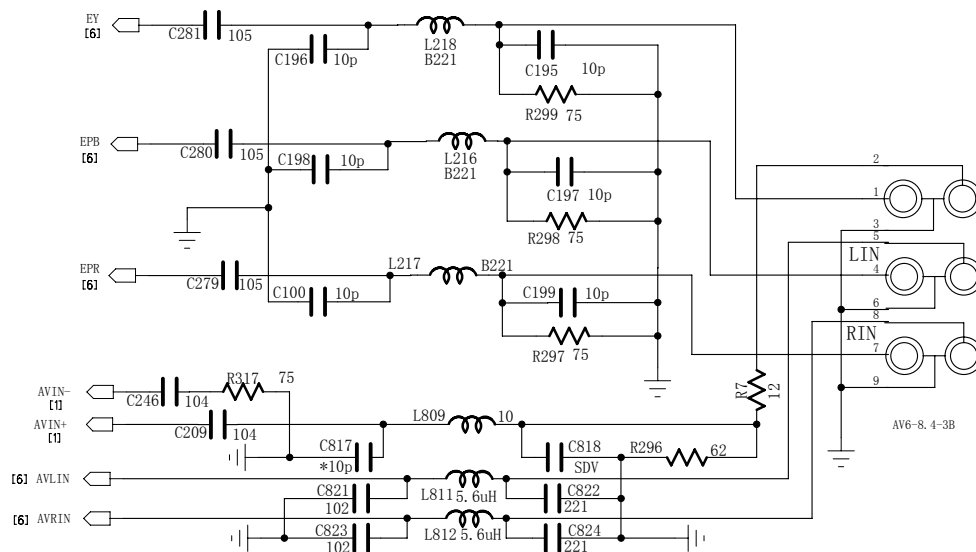 EY
[6]
C281
105
C196
10p
L218
B221
C195
10p
R299 75
EPB
[6]
C280
105
C198
10p
L216
B221
C197
10p
R298 75
2
1
3
5
LIN
4
6
8
RIN
7
9
AV6-8.4-3B
EPR
[6]
C279
105
C100
10p
L217
B221
C199
10p
R297
75
AVIN-
[1]
C246
104
R317
75
AVIN+
[1]
C209
104
C817
*10p
L809
10
C818
SDV
R296
62
R7
12
[6] AVLIN
C821
102
L811 5.6uH
C822
221
[6] AVRIN
C823
102
L812 5.6uH
C824
221